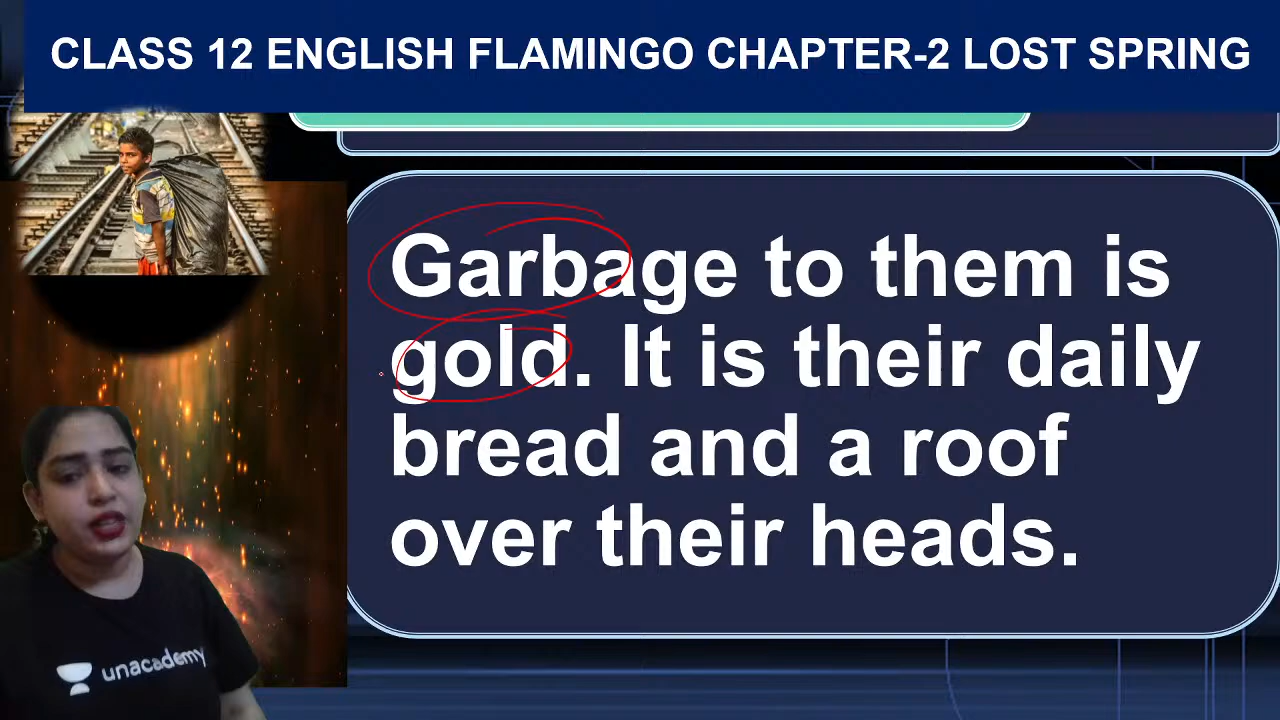 CLASS 12 ENGLISH FLAMINGO CHAPTER-2 LOST SPRING
Garbage to them is
gold. It is their daily
bread and a roof
over their heads.
unacademy